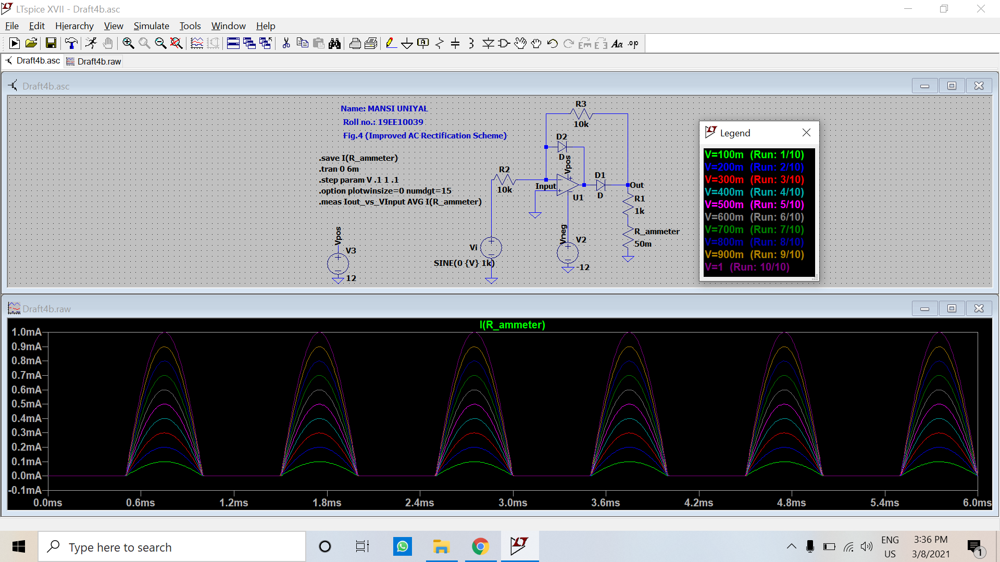 LTspice XVII - Draft4b.asc
File Edit Hierarchy View Simulate Tools Window Help
Draft4b.asc Draft4b.raw
Draft4b.asc
Name: MANSI UNIYAL
Roll no.: 19EE10039
Fig.4 (Improved AC Rectification Scheme)
.save I(R_ammeter)
.tran 0 6m
.step param V .1 1 .1
.option plotwinsize=0 numdgt=15
.meas Iout_vs_VInput AVG I(R_ammeter)
R3
10k
D2
D
Vpos
R2
10k
Input
U1
D1
D
Out
R1
1k
R_ammeter
50m
Vneg
V2
-12
Vi
SINE(0 {V} 1k)
Vpos
V3
12
Legend
V=100m (Run: 1/10)
V=200m (Run: 2/10)
V=300m (Run: 3/10)
V=400m (Run: 4/10)
V=500m (Run: 5/10)
V=600m (Run: 6/10)
V=700m (Run: 7/10)
V=800m (Run: 8/10)
V=900m (Run: 9/10)
V=1 (Run: 10/10)
Draft4b.raw
I(R_ammeter)
1.0mA
0.9mA
0.8mA
0.7mA
0.6mA
0.5mA
0.4mA
0.3mA
0.2mA
0.1mA
0.0mA
-0.1mA
0.0ms 0.6ms 1.2ms 1.8ms 2.4ms 3.0ms 3.6ms 4.2ms 4.8ms 5.4ms 6.0ms
Type here to search
ENG
US
3:36 PM
3/8/2021
1